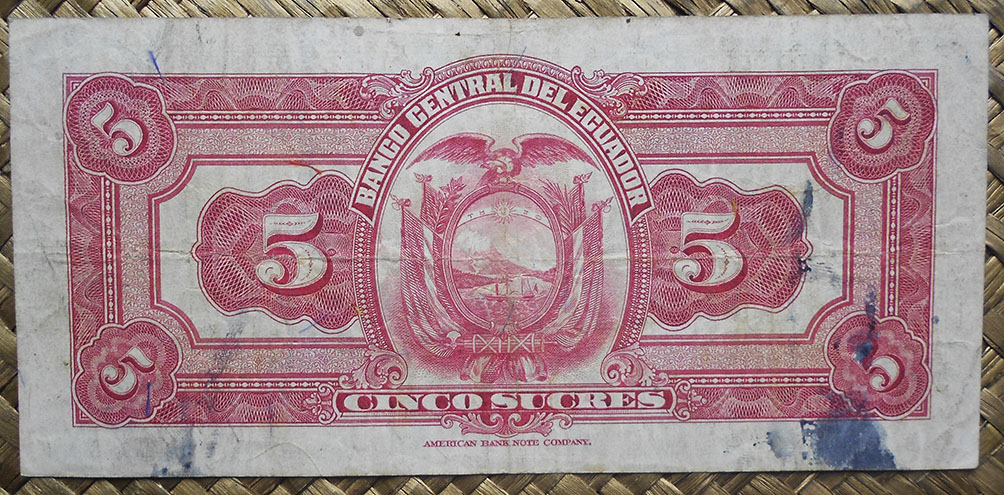 5 5
BANCO CENTRAL DEL ECUADOR
5 5
5 5
CINCO SUCRES
AMERICAN BANK NOTE COMPANY.